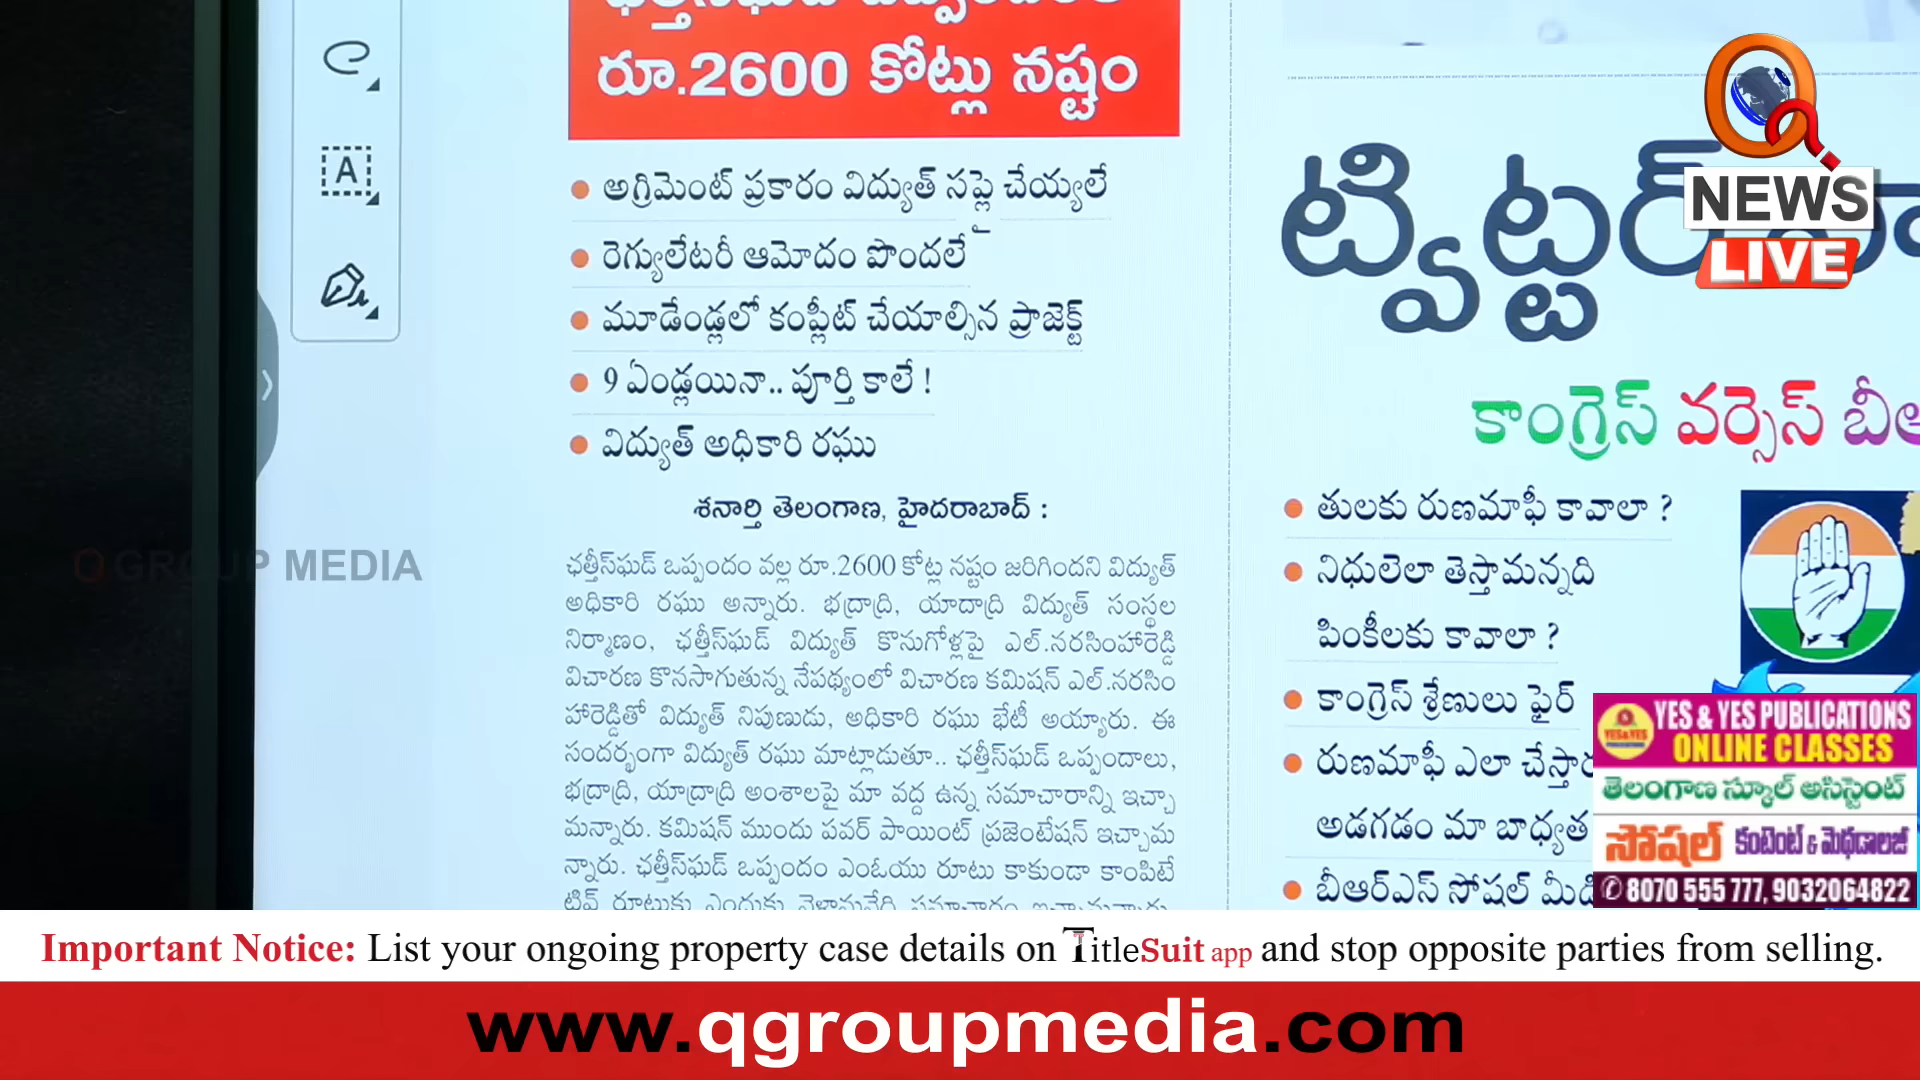 రూ.2600 కోట్లు నష్టం
అగ్రిమెంట్ ప్రకారం విద్యుత్ సప్లై చేయ్యలే
రెగ్యులేటరీ ఆమోదం పొందలే
మూడేండ్లలో కంప్లీట్ చేయాల్సిన ప్రాజెక్ట్
9 ఏండ్లయినా.. పూర్తి కాలే !
విద్యుత్ అధికారి రఘు
శనార్తి తెలంగాణ, హైదరాబాద్ :
ఛత్తీస్‌ఘడ్ ఒప్పందం వల్ల రూ.2600 కోట్ల నష్టం జరిగిందని విద్యుత్
అధికారి రఘు అన్నారు. భద్రాద్రి, యాదాద్రి విద్యుత్ సంస్థల
నిర్మాణం, ఛత్తీస్‌ఘడ్ విద్యుత్ కొనుగోళ్లపై ఎల్.నరసింహారెడ్డి
విచారణ కొనసాగుతున్న నేపథ్యంలో విచారణ కమిషన్ ఎల్.నరసిం
హారెడ్డితో విద్యుత్ నిపుణుడు, అధికారి రఘు భేటీ అయ్యారు. ఈ
సందర్భంగా విద్యుత్ రఘు మాట్లాడుతూ.. ఛత్తీస్‌ఘడ్ ఒప్పందాలు,
భద్రాద్రి, యాద్రాద్రి అంశాలపై మా వద్ద ఉన్న సమాచారాన్ని ఇచ్చా
మన్నారు. కమిషన్ ముందు పవర్ పాయింట్ ప్రజెంటేషన్ ఇచ్చామ
న్నారు. ఛత్తీస్‌ఘడ్ ఒప్పందం ఎంఓయు రూటు కాకుండా కాంపిటే
ట్విట్టర్
కాంగ్రెస్ వర్సెస్
తులకు రుణమాఫీ కావాలా ?
నిధులెలా తెస్తామన్నది
పింకీలకు కావాలా ?
కాంగ్రెస్ శ్రేణులు ఫైర్
రుణమాఫీ ఎలా
అడగడం మా బాధ్యత
బీఆర్ఎస్ సోషల్
A
Q
NEWS
LIVE
Q GROUP MEDIA
YES & YES PUBLICATIONS
ONLINE CLASSES
YES&YES
తెలంగాణ స్కూల్ అసిస్టెంట్
సోషల్ కంటెంట్ & మెథడాలజీ
8070 555 777, 9032064822
Important Notice: List your ongoing property case details on TitleSuit app and stop opposite parties from selling.
www.qgroupmedia.com